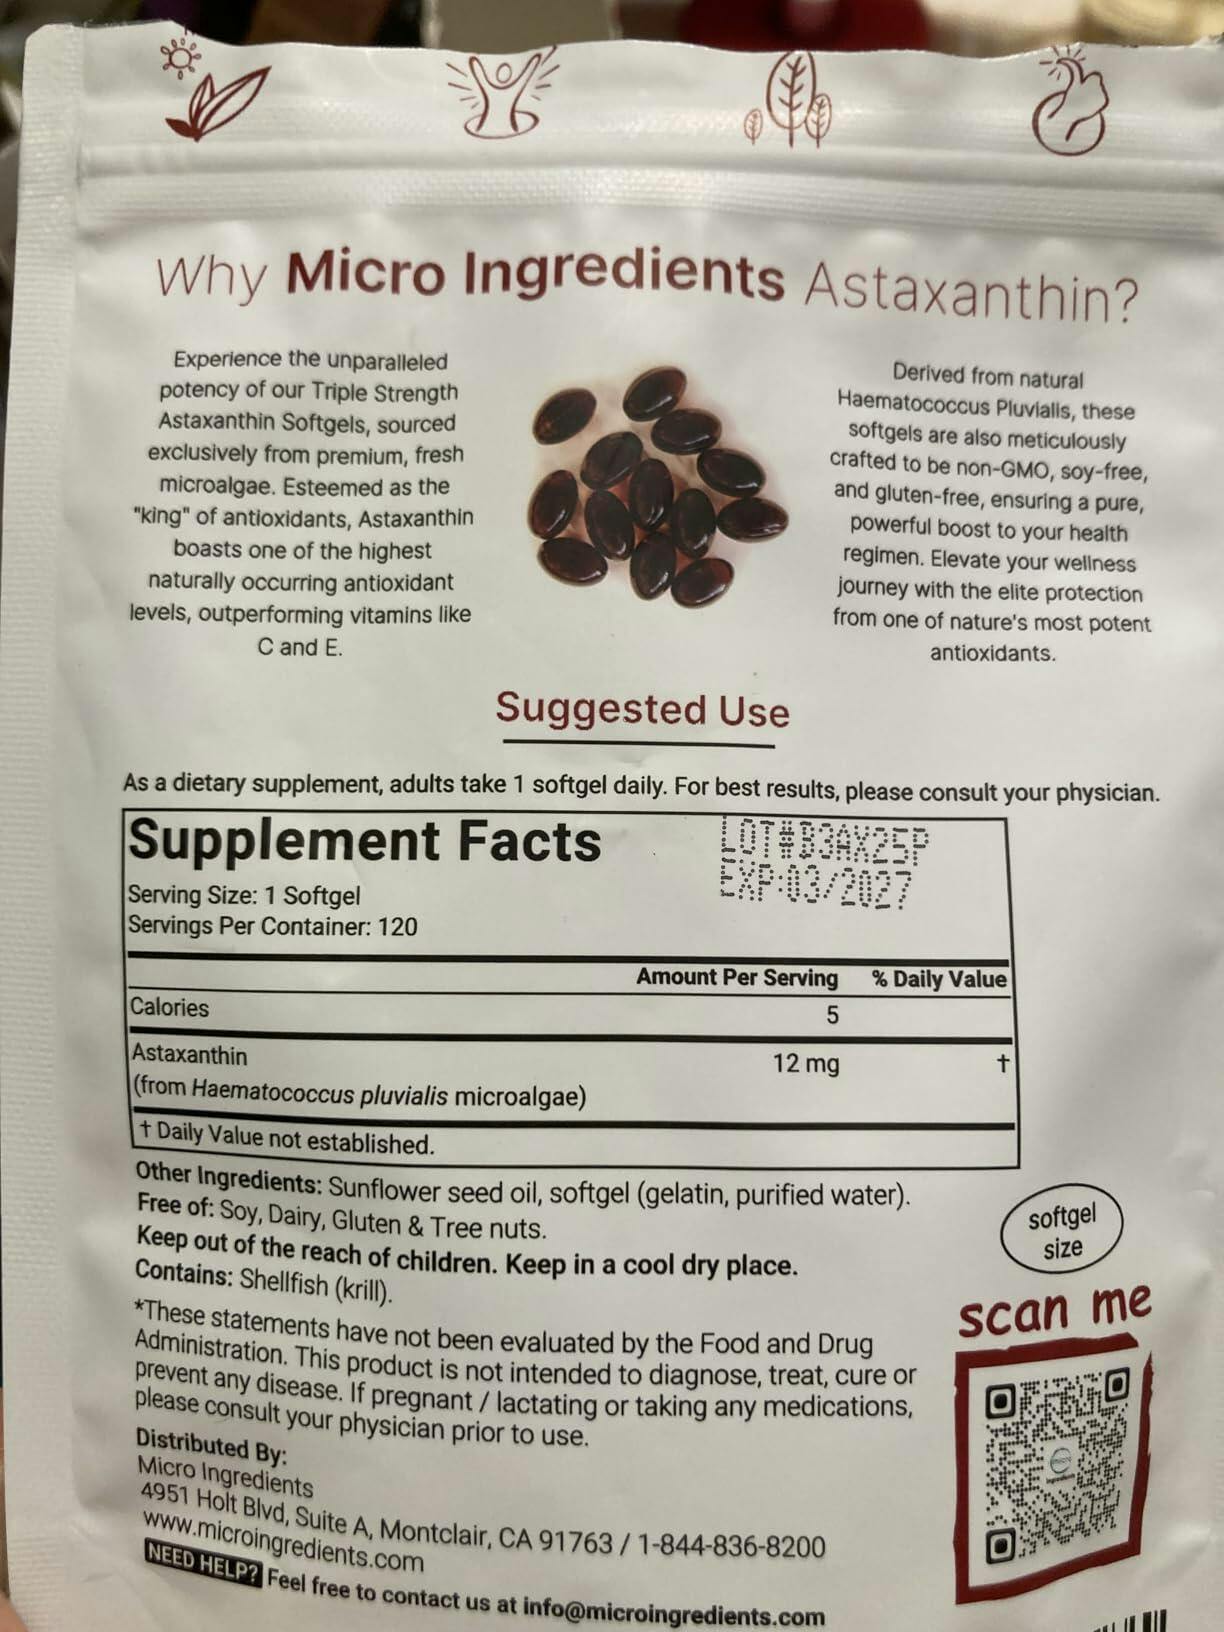 Why Micro Ingredients Astaxanthin?
Experience the unparalleled
potency of our Triple Strength
Astaxanthin Softgels, sourced
exclusively from premium, fresh
microalgae. Esteemed as the
"king" of antioxidants, Astaxanthin
boasts one of the highest
naturally occurring antioxidant
levels, outperforming vitamins like
C and E.
Derived from natural
Haematococcus Pluvialis, these
softgels are also meticulously
crafted to be non-GMO, soy-free,
and gluten-free, ensuring a pure,
powerful boost to your health
regimen. Elevate your wellness
journey with the elite protection
from one of nature's most potent
antioxidants.
Suggested Use
As a dietary supplement, adults take 1 softgel daily. For best results, please consult your physician.
Supplement Facts
LOT#B3AX25P
EXP:03/2027
Serving Size: 1 Softgel
Servings Per Container: 120
Amount Per Serving % Daily Value
Calories 5
Astaxanthin 12 mg †
(from Haematococcus pluvialis microalgae)
† Daily Value not established.
Other Ingredients: Sunflower seed oil, softgel (gelatin, purified water).
Free of: Soy, Dairy, Gluten & Tree nuts.
Keep out of the reach of children. Keep in a cool dry place.
Contains: Shellfish (krill).
*These statements have not been evaluated by the Food and Drug
Administration. This product is not intended to diagnose, treat, cure or
prevent any disease. If pregnant / lactating or taking any medications,
please consult your physician prior to use.
Distributed By:
Micro Ingredients
4951 Holt Blvd, Suite A, Montclair, CA 91763 / 1-844-836-8200
www.microingredients.com
NEED HELP? Feel free to contact us at info@microingredients.com
softgel
size
scan me